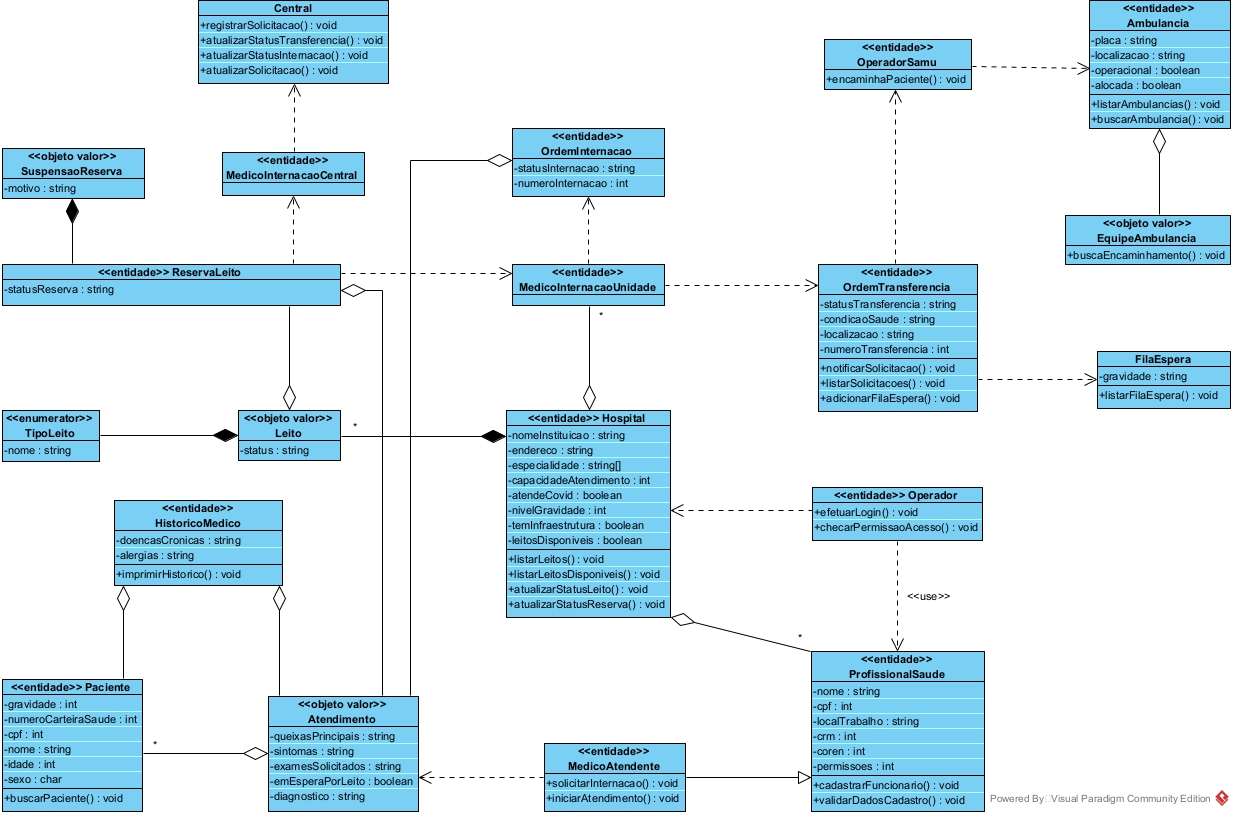 Central
+registrarSolicitacao() : void
+atualizarStatusTransferência() : void
+atualizarStatusInternacao() : void
+atualizarSolicitacao() : void
<<entidade>>
Ambulancia
-placa : string
-localizacao : string
-operacional : boolean
-alocada : boolean
+listarAmbulancias() : void
+buscarAmbulancia() : void
<<entidade>>
OperadorSamu
+encaminhaPaciente() : void
<<entidade>>
OrdemInternacao
-statusInternacao : string
-numeroInternacao : int
<<objeto valor>>
SuspensaoReserva
-motivo : string
<<entidade>>
MedicoInternacaoCentral
<<objeto valor>>
EquipeAmbulancia
+buscaEncaminhamento() : void
<<entidade>> ReservaLeito
-statusReserva : string
<<entidade>>
MedicoInternacaoUnidade
*
<<entidade>>
OrdemTransferencia
-statusTransferencia : string
-condicaoSaude : string
-localizacao : string
-numeroTransferencia : int
+notificarSolicitacao() : void
+listarSolicitacoes() : void
+adicionarFilaEspera() : void
FilaEspera
-gravidade : string
+listarFilaEspera() : void
<<enumerator>>
TipoLeito
-nome : string
<<objeto valor>>
Leito
-status : string
*
<<entidade>> Hospital
-nomeInstituicao : string
-endereco : string
-especialidade : string[]
-capacidadeAtendimento : int
-atendeCovid : boolean
-nivelGravidade : int
-temInfraestrutura : boolean
-leitosDisponiveis : boolean
+listarLeitos() : void
+listarLeitosDisponiveis() : void
+atualizarStatusLeito() : void
+atualizarStatusReserva() : void
<<entidade>> Operador
+efetuarLogin() : void
+checarPermissaoAcesso() : void
<<entidade>>
HistoricoMedico
-doencasCronicas : string
-alergias : string
+imprimirHistorico() : void
<<use>>
*
<<entidade>>
ProfissionalSaude
-nome : string
-cpf : int
-localTrabalho : string
-crm : int
-coren : int
-permissoes : int
+cadastrarFuncionario() : void
+validarDadosCadastro() : void
<<entidade>> Paciente
-gravidade : int
-numeroCarteiraSaude : int
-cpf : int
-nome : string
-idade : int
-sexo : char
+buscarPaciente() : void
*
<<objeto valor>>
Atendimento
-queixasPrincipais : string
-sintomas : string
-examesSolicitados : string
-emEsperaPorLeito : boolean
-diagnostico : string
<<entidade>>
MedicoAtendente
+solicitarInternacao() : void
+iniciarAtendimento() : void
Powered By Visual Paradigm Community Edition